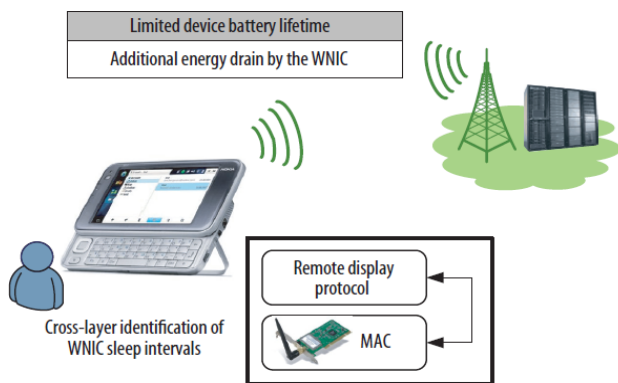 Limited device battery lifetime
Additional energy drain by the WNIC
NOKIA
Remote display
protocol
MAC
Cross-layer identification of
WNIC sleep intervals